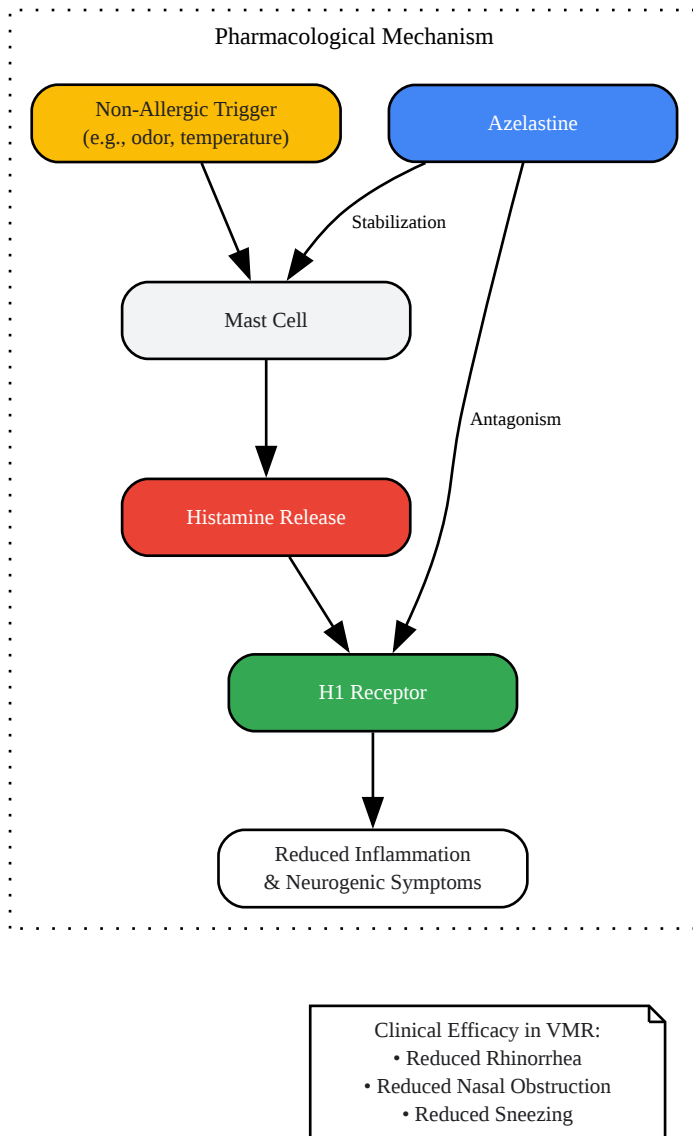 Pharmacological Mechanism
Non-Allergic Trigger
(e.g., odor, temperature)
Azelastine
Stabilization
Mast Cell
Antagonism
Histamine Release
H1 Receptor
Reduced Inflammation
& Neurogenic Symptoms
Clinical Efficacy in VMR:
• Reduced Rhinorrhea
• Reduced Nasal Obstruction
• Reduced Sneezing